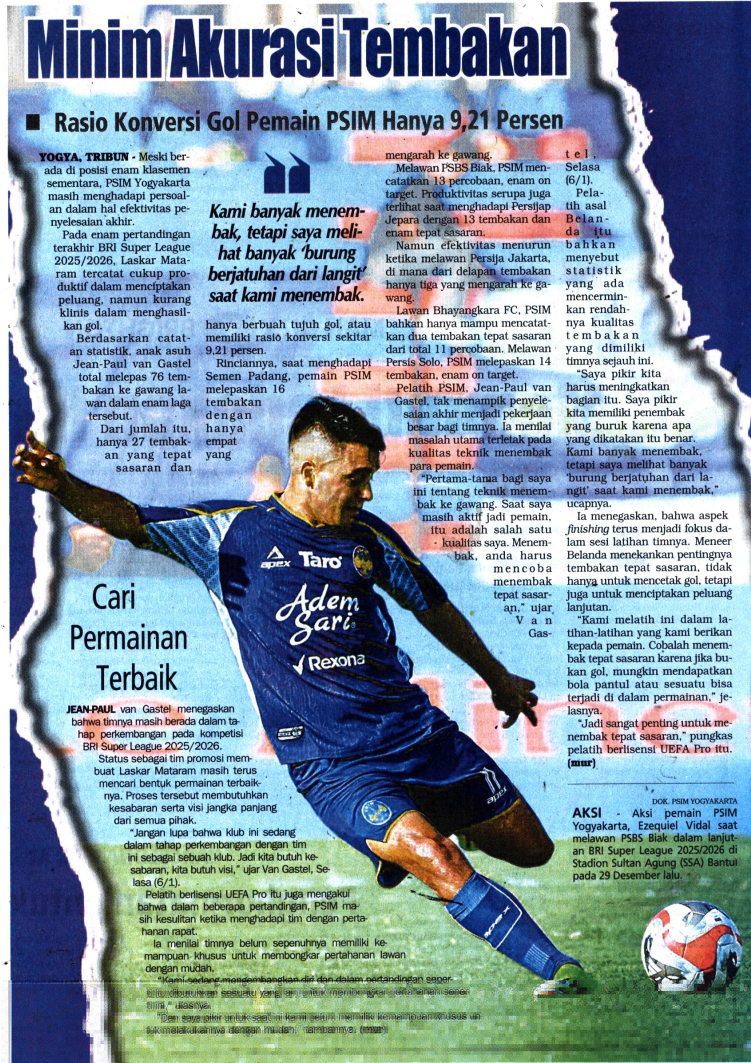 Minim Akurasi Tembakan
■ Rasio Konversi Gol Pemain PSIM Hanya 9,21 Persen
YOGYA, TRIBUN - Meski ber-
ada di posisi enam klasemen
sementara, PSIM Yogyakarta
masih menghadapi persoal-
an dalam hal efektivitas pe-
nyelesaian akhir.
Pada enam pertandingan
terakhir BRI Super League
2025/2026, Laskar Mata-
ram tercatat cukup pro-
duktif dalam menciptakan
peluang, namun kurang
klinis dalam menghasil-
kan gol.
Berdasarkan catat-
an statistik, anak asuh
Jean-Paul van Gastel
total melepas 76 tem-
bakan ke gawang la-
wan dalam enam laga
tersebut.
Dari jumlah itu,
hanya 27 tembak-
an yang tepat
sasaran dan
Kami banyak menem-
bak, tetapi saya meli-
hat banyak ‘burung
berjatuhan dari langit’
saat kami menembak.
hanya berbuah tujuh gol, atau
memiliki rasio konversi sekitar
9,21 persen.
Rinciannya, saat menghadapi
Semen Padang, pemain PSIM
melepaskan 16
tembakan
dengan
hanya
empat
yang
mengarah ke gawang.
Melawan PSBS Biak, PSIM men-
catatkan 13 percobaan, enam on
target. Produktivitas serupa juga
terlihat saat menghadapi Persijap
Jepara dengan 13 tembakan dan
enam tepat sasaran.
Namun efektivitas menurun
ketika melawan Persija Jakarta,
di mana dari delapan tembakan
hanya tiga yang mengarah ke ga-
wang.
Lawan Bhayangkara FC, PSIM
bahkan hanya mampu mencatat-
kan dua tembakan tepat sasaran
dari total 11 percobaan. Melawan
Persis Solo, PSIM melepaskan 14
tembakan, enam on target.
Pelatih PSIM, Jean-Paul van
Gastel, tak menampik penyele-
saian akhir menjadi pekerjaan
besar bagi timnya. Ia menilai
masalah utama terletak pada
kualitas teknik menembak
para pemain.
“Pertama-tama bagi saya
ini tentang teknik menem-
bak ke gawang. Saat saya
masih aktif jadi pemain,
itu adalah salah satu
kualitas saya. Menem-
bak, anda harus
mencoba
menembak
tepat sasar-
an,” ujar
Van
Gas-
tel,
Selasa
(6/1).
Pela-
tih asal
Belan-
da itu
bahkan
menyebut
statistik
yang ada
mencermin-
kan rendah-
nya kualitas
tembakan
yang dimiliki
timnya sejauh ini.
“Saya pikir kita
harus meningkatkan
bagian itu. Saya pikir
kita memiliki penembak
yang buruk karena apa
yang dikatakan itu benar.
Kami banyak menembak,
tetapi saya melihat banyak
‘burung berjatuhan dari la-
ngit’ saat kami menembak,”
ucapnya.
Ia menegaskan, bahwa aspek
finishing terus menjadi fokus da-
lam sesi latihan timnya. Meneer
Belanda menekankan pentingnya
tembakan tepat sasaran, tidak
hanya untuk mencetak gol, tetapi
juga untuk menciptakan peluang
lanjutan.
“Kami melatih ini dalam la-
tihan-latihan yang kami berikan
kepada pemain. Cobalah menem-
bak tepat sasaran karena jika bu-
kan gol, mungkin mendapatkan
bola pantul atau sesuatu bisa
terjadi di dalam permainan,” je-
lasnya.
“Jadi sangat penting untuk me-
nembak tepat sasaran,” pungkas
pelatih berlisensi UEFA Pro itu.
(mur)
apex
Taro
Adem
Sari
Rexona
11
apex
apex
Cari
Permainan
Terbaik
JEAN-PAUL van Gastel menegaskan
bahwa timnya masih berada dalam ta-
hap perkembangan pada kompetisi
BRI Super League 2025/2026.
Status sebagai tim promosi mem-
buat Laskar Mataram masih terus
mencari bentuk permainan terbaik-
nya. Proses tersebut membutuhkan
kesabaran serta visi jangka panjang
dari semua pihak.
“Jangan lupa bahwa klub ini sedang
dalam tahap perkembangan dengan tim
ini sebagai sebuah klub. Jadi kita butuh ke-
sabaran, kita butuh visi,” ujar Van Gastel, Se-
lasa (6/1).
Pelatih berlisensi UEFA Pro itu juga mengakui
bahwa dalam beberapa pertandingan, PSIM ma-
sih kesulitan ketika menghadapi tim dengan perta-
hanan rapat.
Ia menilai timnya belum sepenuhnya memiliki ke-
mampuan khusus untuk membongkar pertahanan lawan
dengan mudah.
“Kami sedang mengembangkan diri dan dalam pertandingan seper-
“Dan saya pikir untuk saat ini kami belum memiliki kemampuan khusus un-
tuk melakukannya dengan mudah,” tambahnya. (mur)
DOK. PSIM YOGYAKARTA
AKSI - Aksi pemain PSIM
Yogyakarta, Ezequiel Vidal saat
melawan PSBS Biak dalam lanjut-
an BRI Super League 2025/2026 di
Stadion Sultan Agung (SSA) Bantul
pada 29 Desember lalu.